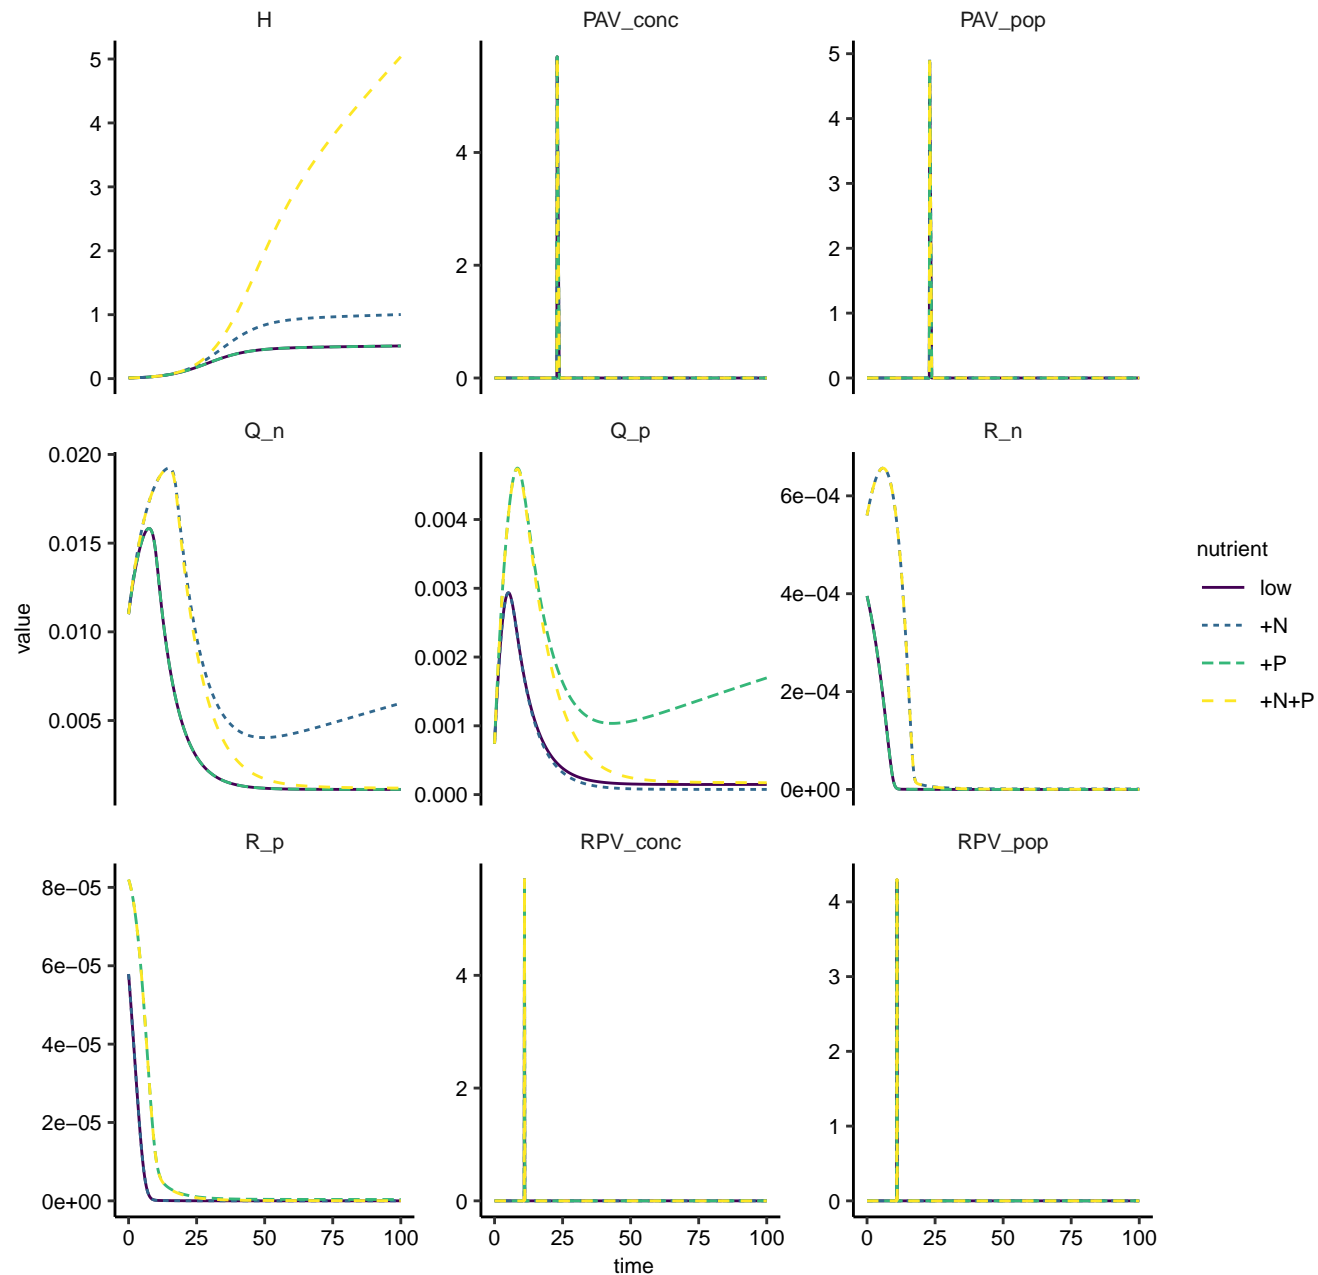 H
PAV_conc
PAV_pop
5
4
3
2
1
0
4
2
0
5
4
3
2
1
0
Q_n
Q_p
R_n
0.020
0.015
0.010
0.005
0.004
0.003
0.002
0.001
0.000
6e−04
4e−04
2e−04
0e+00
R_p
RPV_conc
RPV_pop
8e−05
6e−05
4e−05
2e−05
0e+00
4
2
0
4
3
2
1
0
0 25 50 75 100
0 25 50 75 100
0 25 50 75 100
time
value
nutrient
low
+N
+P
+N+P